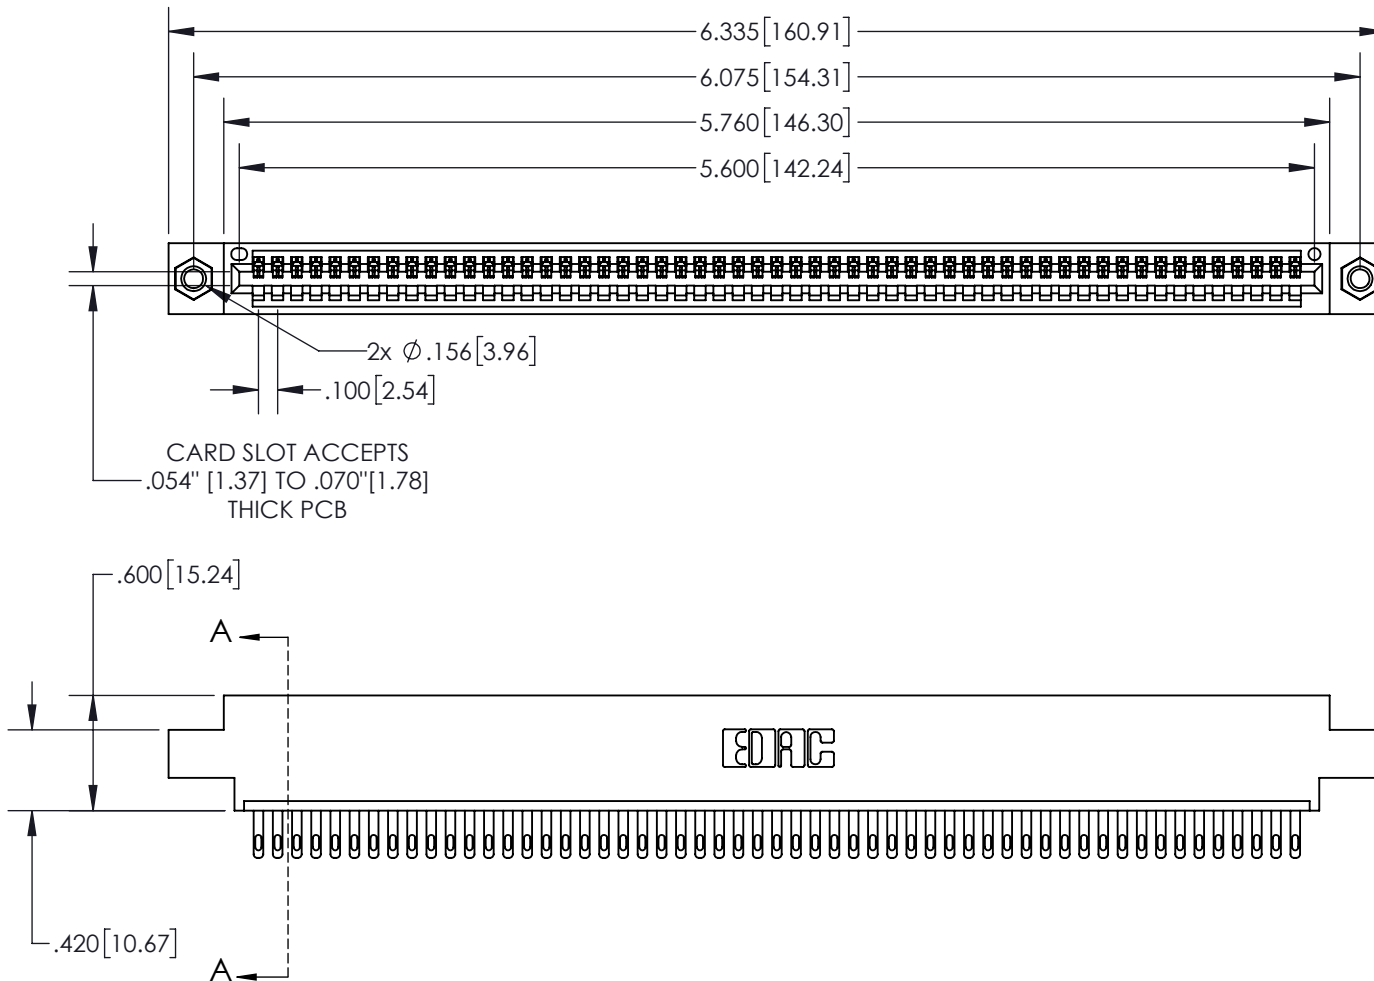 6.335[160.91]
6.075[154.31]
5.760[146.30]
5.600[142.24]
2x Ø.156[3.96]
.100[2.54]
CARD SLOT ACCEPTS
.054" [1.37] TO .070"[1.78]
THICK PCB
.600[15.24]
A
EDAC
.420[10.67]
A